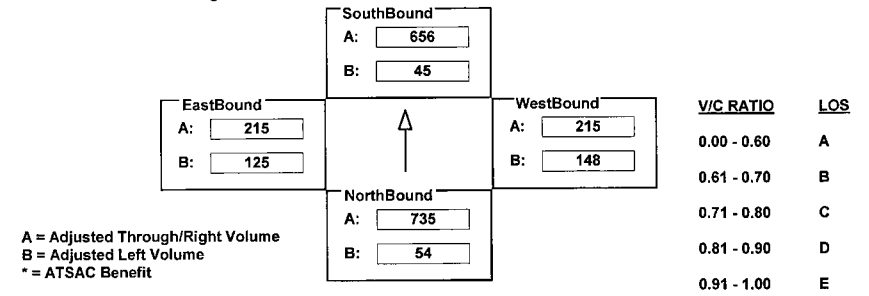 SouthBound
A: 656
B: 45
EastBound
A: 215
B: 125
WestBound
A: 215
B: 148
NorthBound
A: 735
B: 54
A = Adjusted Through/Right Volume
B = Adjusted Left Volume
* = ATSAC Benefit
V/C RATIO LOS
0.00 - 0.60 A
0.61 - 0.70 B
0.71 - 0.80 C
0.81 - 0.90 D
0.91 - 1.00 E